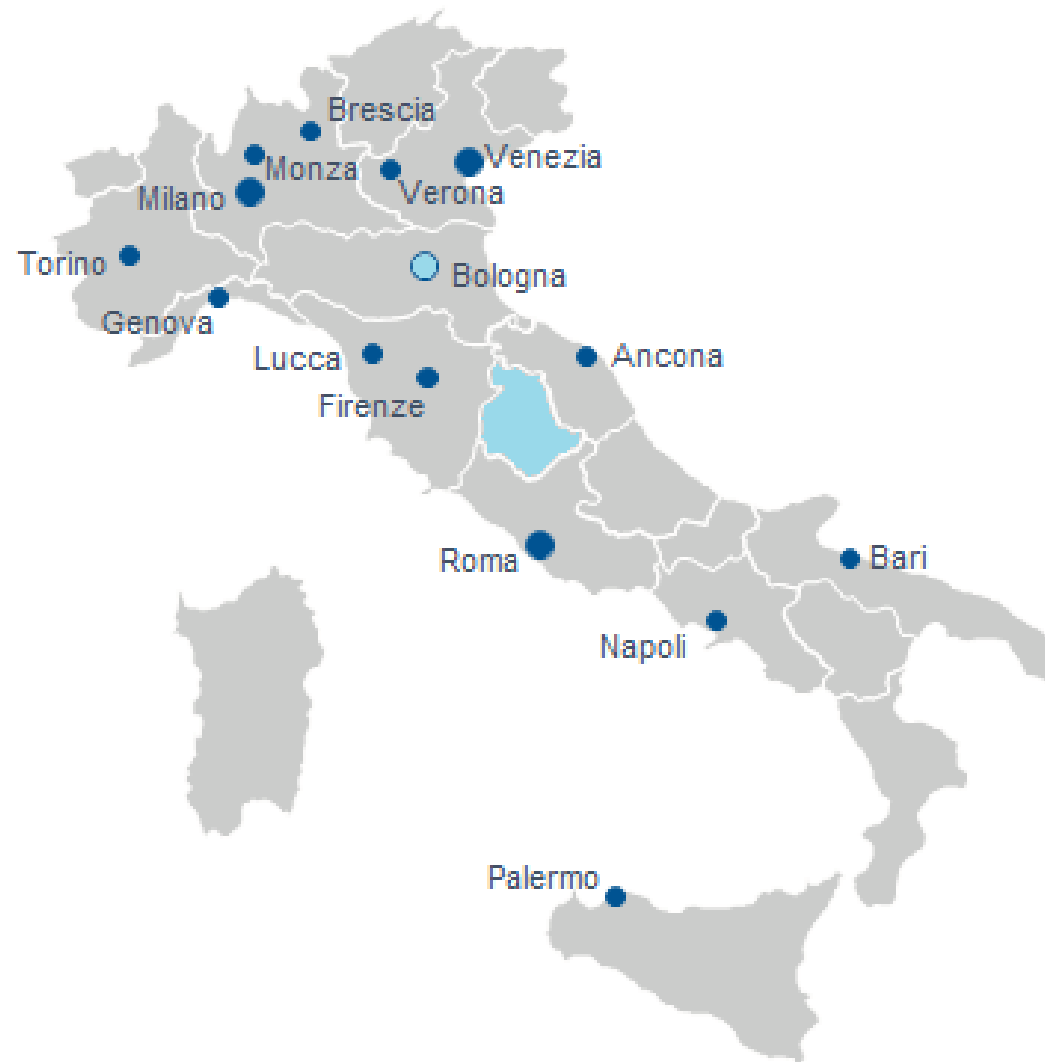 Brescia
Venezia
Monza
Verona
Milano
Torino
Bologna
Genova
Lucca
Ancona
Firenze
Roma
Bari
Napoli
Palermo